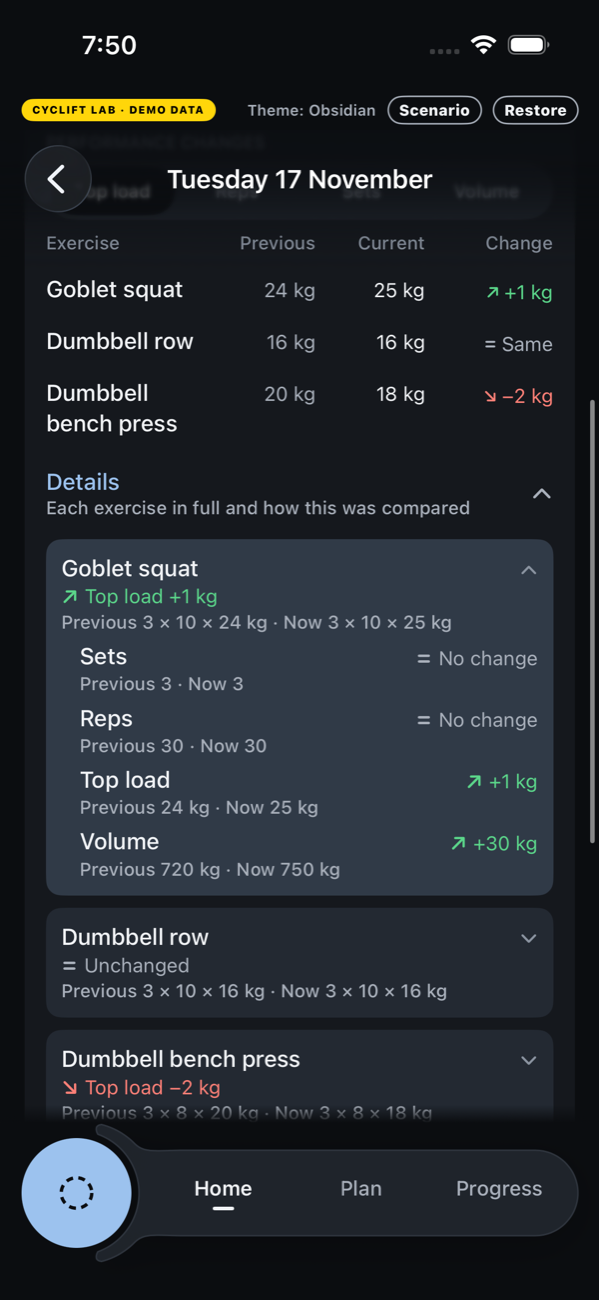 7:50
CYCLIFT LAB · DEMO DATA
Theme: Obsidian
Scenario
Restore
PERFORMANCE CHANGES
Tuesday 17 November
Top load
Reps
Sets
Volume
Exercise Previous Current Change
Goblet squat 24 kg 25 kg ↗ +1 kg
Dumbbell row 16 kg 16 kg = Same
Dumbbell 20 kg 18 kg ↘ −2 kg
bench press
Details
Each exercise in full and how this was compared
Goblet squat
↗ Top load +1 kg
Previous 3 × 10 × 24 kg · Now 3 × 10 × 25 kg
Sets = No change
Previous 3 · Now 3
Reps = No change
Previous 30 · Now 30
Top load ↗ +1 kg
Previous 24 kg · Now 25 kg
Volume ↗ +30 kg
Previous 720 kg · Now 750 kg
Dumbbell row
= Unchanged
Previous 3 × 10 × 16 kg · Now 3 × 10 × 16 kg
Dumbbell bench press
↘ Top load −2 kg
Previous 3 × 8 × 20 kg · Now 3 × 8 × 18 kg
Home Plan Progress